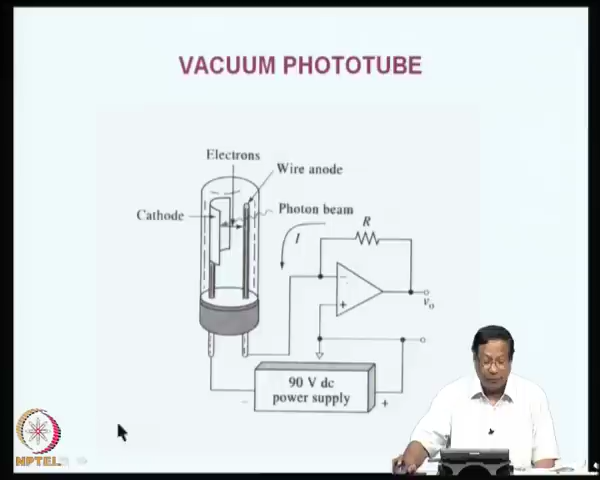 VACUUM PHOTOTUBE
Electrons
Wire anode
Cathode
Photon beam
R
I
−
+
v₀
90 V dc
power supply
−
+
NPTEL